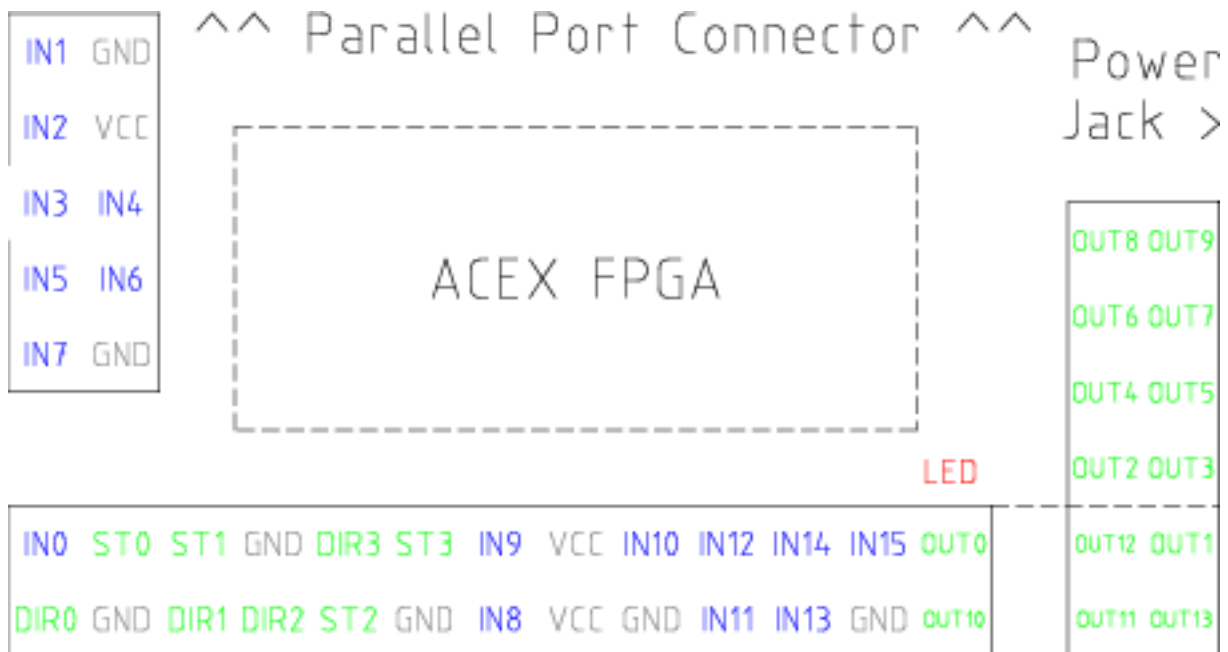 ^^ Parallel Port Connector ^^
Power
Jack >
IN1 GND
IN2 VCC
IN3 IN4
IN5 IN6
IN7 GND
ACEX FPGA
OUT8 OUT9
OUT6 OUT7
OUT4 OUT5
OUT2 OUT3
OUT12 OUT1
OUT11 OUT13
LED
IN0 ST0 ST1 GND DIR3 ST3 IN9 VCC IN10 IN12 IN14 IN15 OUT0
DIR0 GND DIR1 DIR2 ST2 GND IN8 VCC GND IN11 IN13 GND OUT10